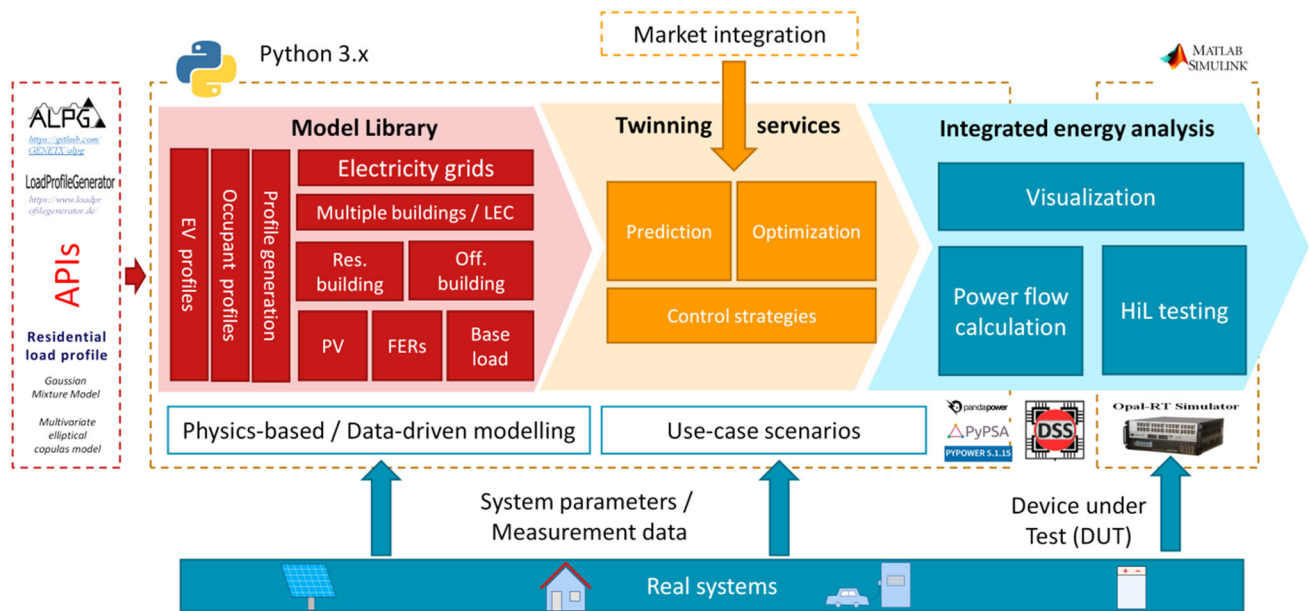 Market integration
Python 3.x
MATLAB
SIMULINK
ALPG
https://github.com/
GENETX/alpg
LoadProfileGenerator
https://www.loadpr
ofilegenerator.de/
APIs
Residential
load profile
Gaussian
Mixture Model
Multivariate
elliptical
copulas model
Model Library
EV profiles
Occupant profiles
Profile generation
Electricity grids
Multiple buildings / LEC
Res.
building
Off.
building
PV
FERs
Base
load
Twinning services
Prediction
Optimization
Control strategies
Integrated energy analysis
Visualization
Power flow
calculation
HiL testing
Physics-based / Data-driven modelling
Use-case scenarios
pandapower
PyPSA
PYPOWER 5.1.15
DSS
Opal-RT Simulator
System parameters /
Measurement data
Device under
Test (DUT)
Real systems